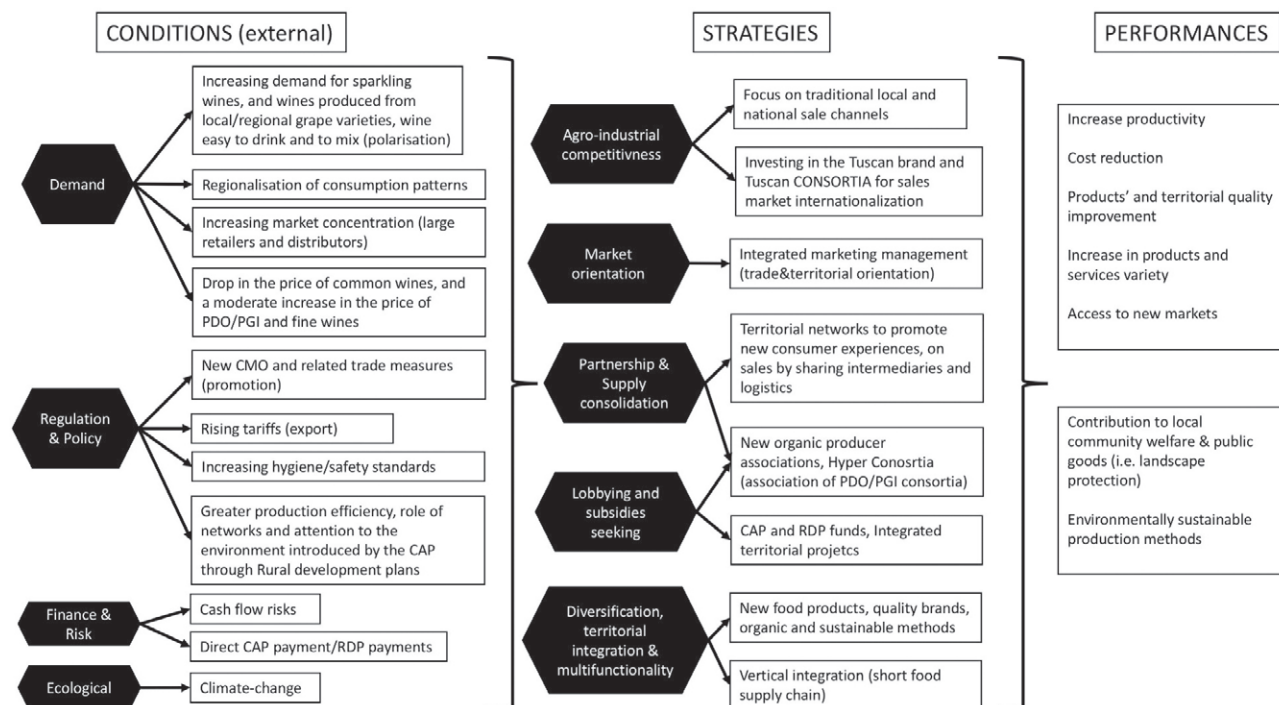 CONDITIONS (external)
Demand
Increasing demand for sparkling
wines, and wines produced from
local/regional grape varieties, wine
easy to drink and to mix (polarisation)
Regionalisation of consumption patterns
Increasing market concentration (large
retailers and distributors)
Drop in the price of common wines, and
a moderate increase in the price of
PDO/PGI and fine wines
Regulation
& Policy
New CMO and related trade measures
(promotion)
Rising tariffs (export)
Increasing hygiene/safety standards
Greater production efficiency, role of
networks and attention to the
environment introduced by the CAP
through Rural development plans
Finance &
Risk
Cash flow risks
Direct CAP payment/RDP payments
Ecological
Climate-change
STRATEGIES
Agro-industrial
competitivness
Focus on traditional local and
national sale channels
Investing in the Tuscan brand and
Tuscan CONSORTIA for sales
market internationalization
Market
orientation
Integrated marketing management
(trade&territorial orientation)
Partnership &
Supply
consolidation
Territorial networks to promote
new consumer experiences, on
sales by sharing intermediaries and
logistics
New organic producer
associations, Hyper Conosrtia
(association of PDO/PGI consortia)
Lobbying and
subsidies
seeking
CAP and RDP funds, Integrated
territorial projetcs
Diversification,
territorial
integration &
multifunctionality
New food products, quality brands,
organic and sustainable methods
Vertical integration (short food
supply chain)
PERFORMANCES
Increase productivity
Cost reduction
Products' and territorial quality
improvement
Increase in products and
services variety
Access to new markets
Contribution to local
community welfare & public
goods (i.e. landscape
protection)
Environmentally sustainable
production methods